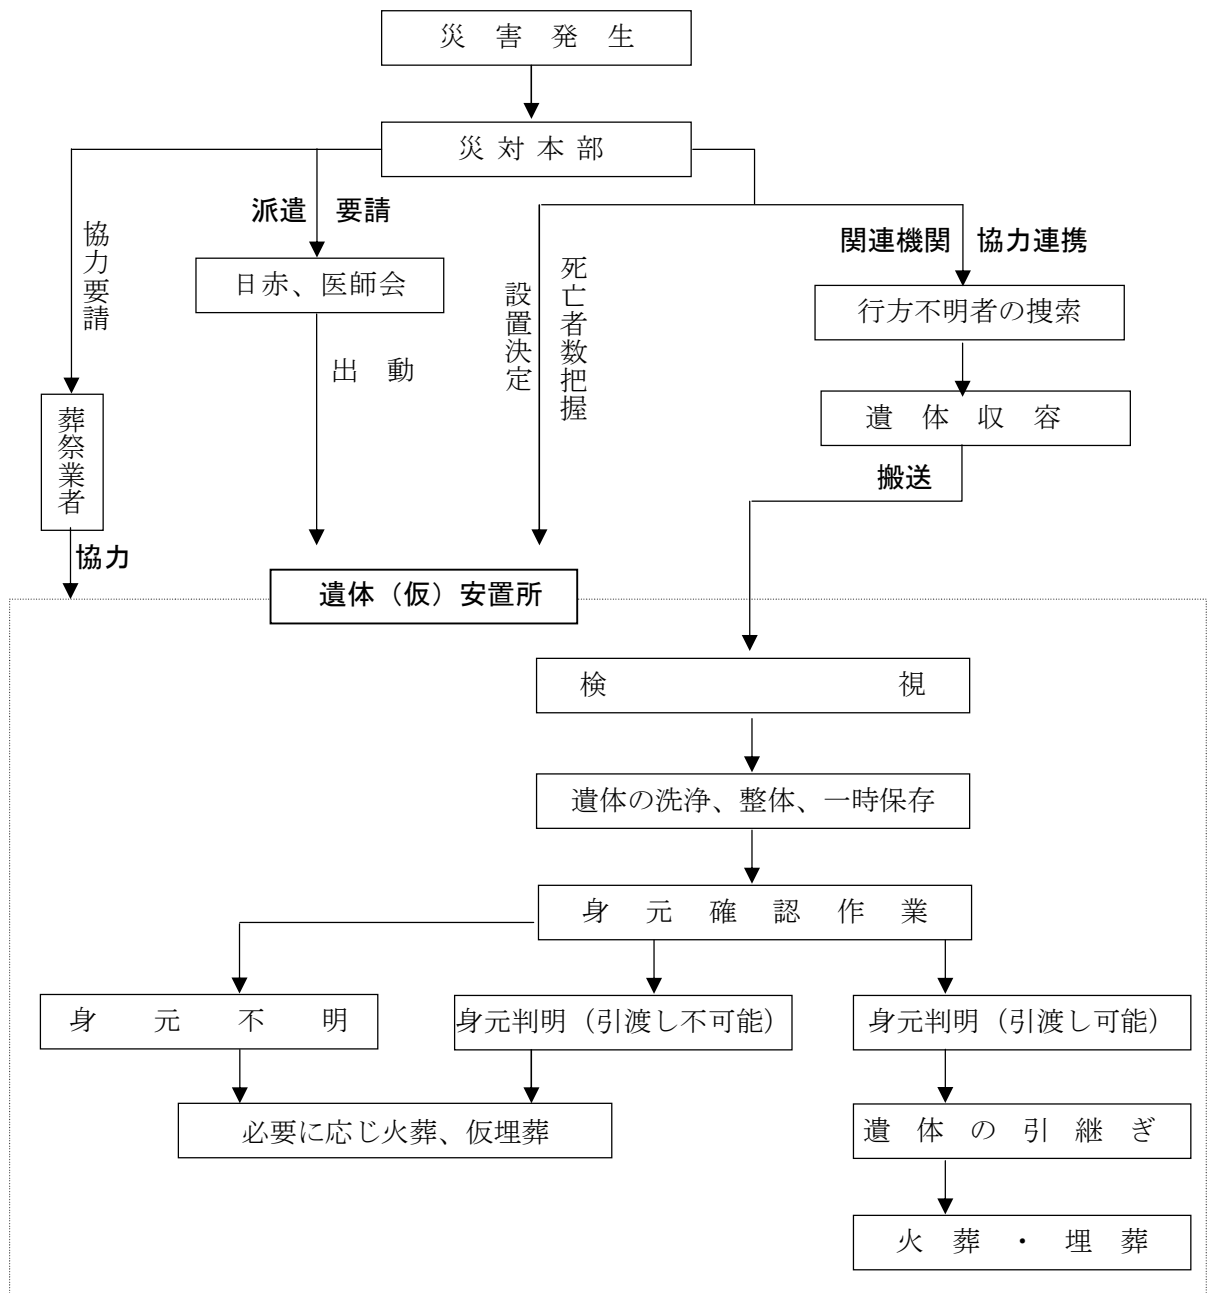 災害発生
災対本部
協力要請
派遣 要請
日赤、医師会
出動
設置決定
死亡者数把握
関連機関 協力連携
行方不明者の捜索
遺体収容
搬送
葬祭業者
協力
遺体（仮）安置所
検視
遺体の洗浄、整体、一時保存
身元確認作業
身元不明
身元判明（引渡し不可能）
身元判明（引渡し可能）
必要に応じ火葬、仮埋葬
遺体の引継ぎ
火葬・埋葬